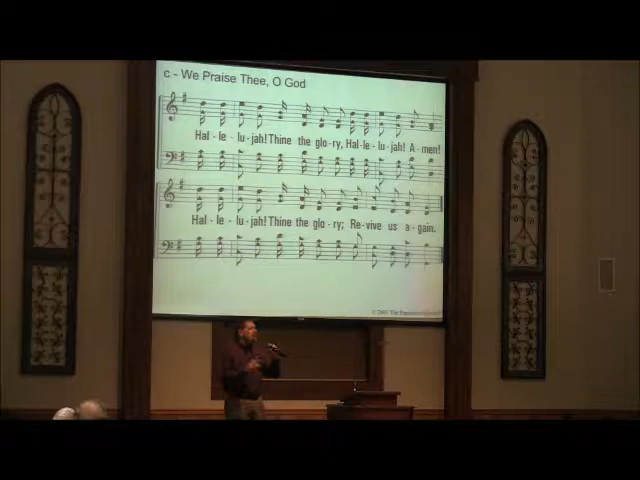 c - We Praise Thee, O God
Hal - le - lu - jah! Thine the glo - ry, Hal - le - lu - jah! A - men!
Hal - le - lu - jah! Thine the glo - ry; Re - vive us a - gain.